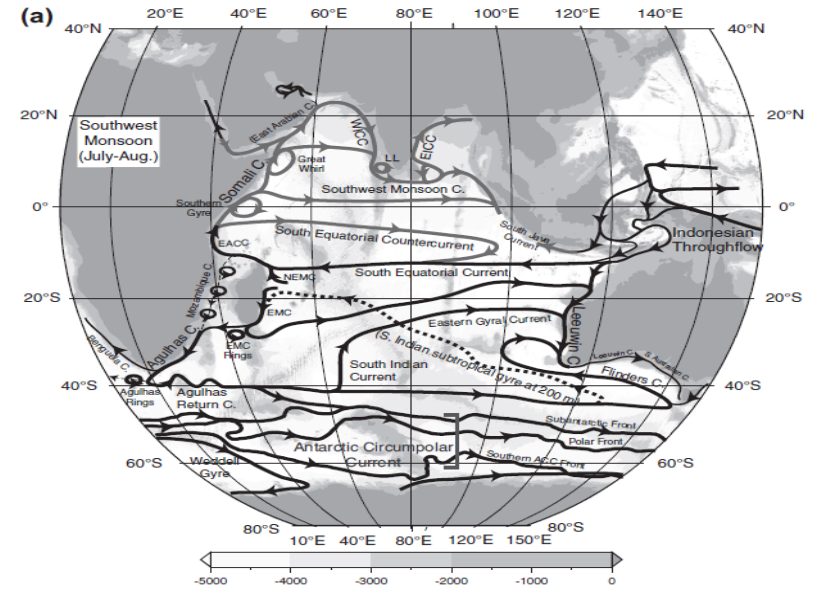 (a)
20°E 40°E 60°E 80°E 100°E 120°E 140°E
40°N 40°N
20°N 20°N
Southwest
Monsoon
(July-Aug.)
(East Arabian C.)
WICC
EICC
LL
Great
Whirl
Somali C.
Southwest Monsoon C.
Southern
Gyre
0° 0°
EACC
South Equatorial Countercurrent
South Java
Current
Indonesian
Throughflow
South Equatorial Current
NEMC
Mozambique C.
20°S 20°S
EMC
Eastern Gyral Current
Leeuwin C.
Agulhas C.
EMC
Rings
(S. Indian subtropical gyre at 200 m)
Benguela C.
South Indian
Current
Leeuwin C.
Flinders C.
40°S 40°S
Agulhas
Rings
Agulhas
Return C.
Subantarctic Front
Polar Front
Antarctic Circumpolar
Current
Southern ACC Front
Weddell
Gyre
60°S 60°S
80°S 80°S
10°E 40°E 80°E 120°E 150°E
-5000 -4000 -3000 -2000 -1000 0